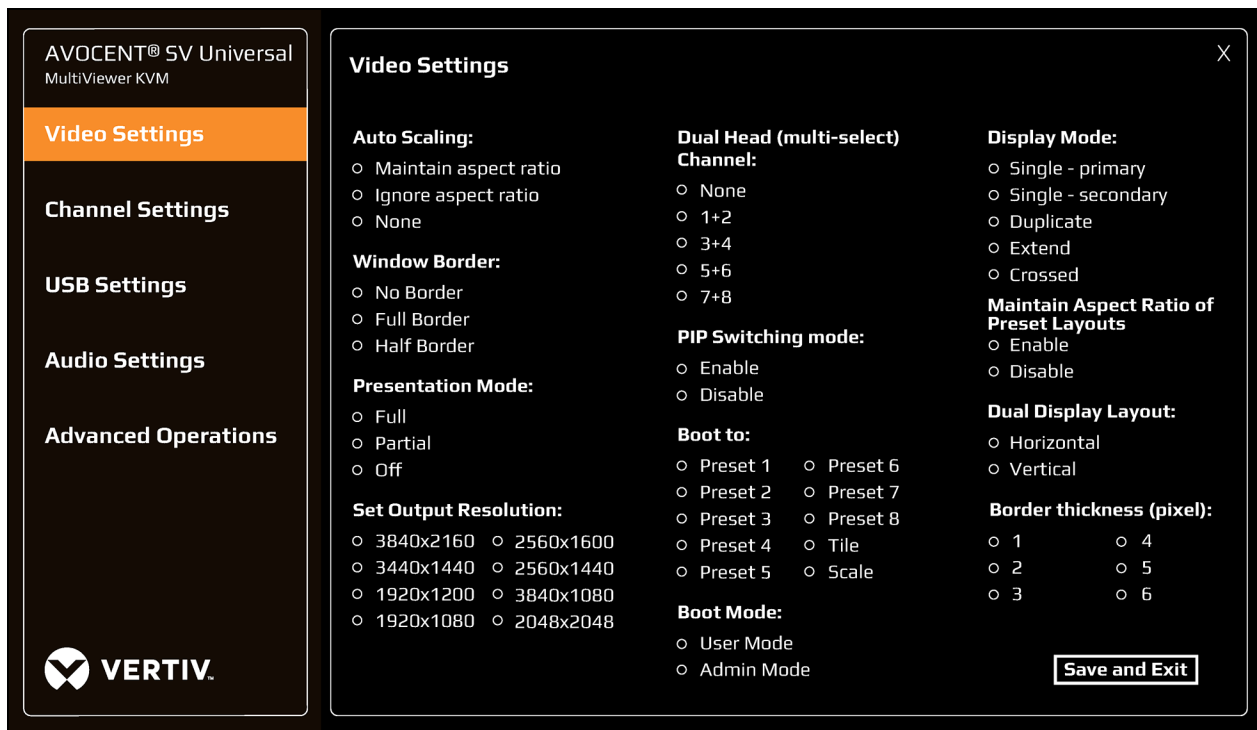 AVOCENT® SV Universal
MultiViewer KVM
Video Settings
Channel Settings
USB Settings
Audio Settings
Advanced Operations
VERTIV™
Video Settings
X
Auto Scaling:
Maintain aspect ratio
Ignore aspect ratio
None
Window Border:
No Border
Full Border
Half Border
Presentation Mode:
Full
Partial
Off
Set Output Resolution:
3840x2160 2560x1600
3440x1440 2560x1440
1920x1200 3840x1080
1920x1080 2048x2048
Dual Head (multi-select)
Channel:
None
1+2
3+4
5+6
7+8
PIP Switching mode:
Enable
Disable
Boot to:
Preset 1 Preset 6
Preset 2 Preset 7
Preset 3 Preset 8
Preset 4 Tile
Preset 5 Scale
Boot Mode:
User Mode
Admin Mode
Display Mode:
Single - primary
Single - secondary
Duplicate
Extend
Crossed
Maintain Aspect Ratio of
Preset Layouts
Enable
Disable
Dual Display Layout:
Horizontal
Vertical
Border thickness (pixel):
1 4
2 5
3 6
Save and Exit